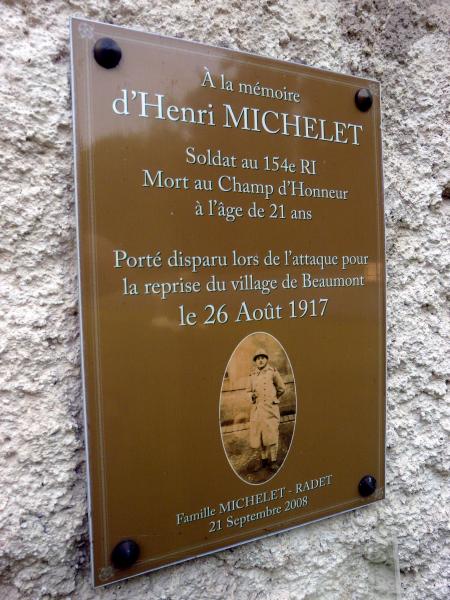 À la mémoire
d'Henri MICHELET
Soldat au 154e RI
Mort au Champ d'Honneur
à l'âge de 21 ans
Porté disparu lors de l'attaque pour
la reprise du village de Beaumont
le 26 Août 1917
Famille MICHELET - RADET
21 Septembre 2008